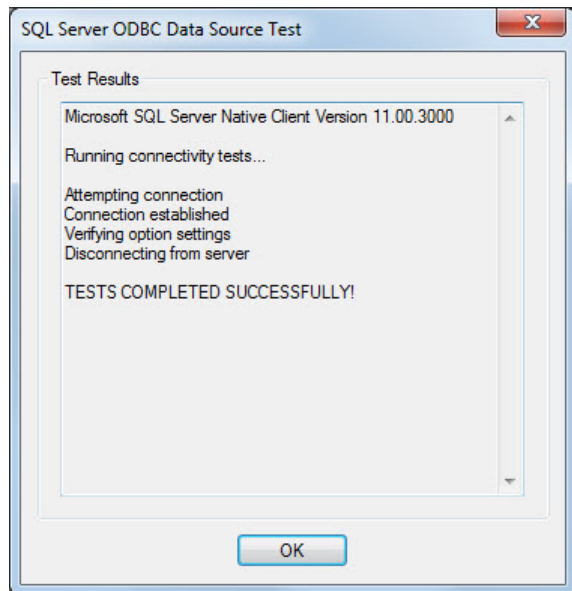 SQL Server ODBC Data Source Test
Test Results
Microsoft SQL Server Native Client Version 11.00.3000
Running connectivity tests...
Attempting connection
Connection established
Verifying option settings
Disconnecting from server
TESTS COMPLETED SUCCESSFULLY!
OK